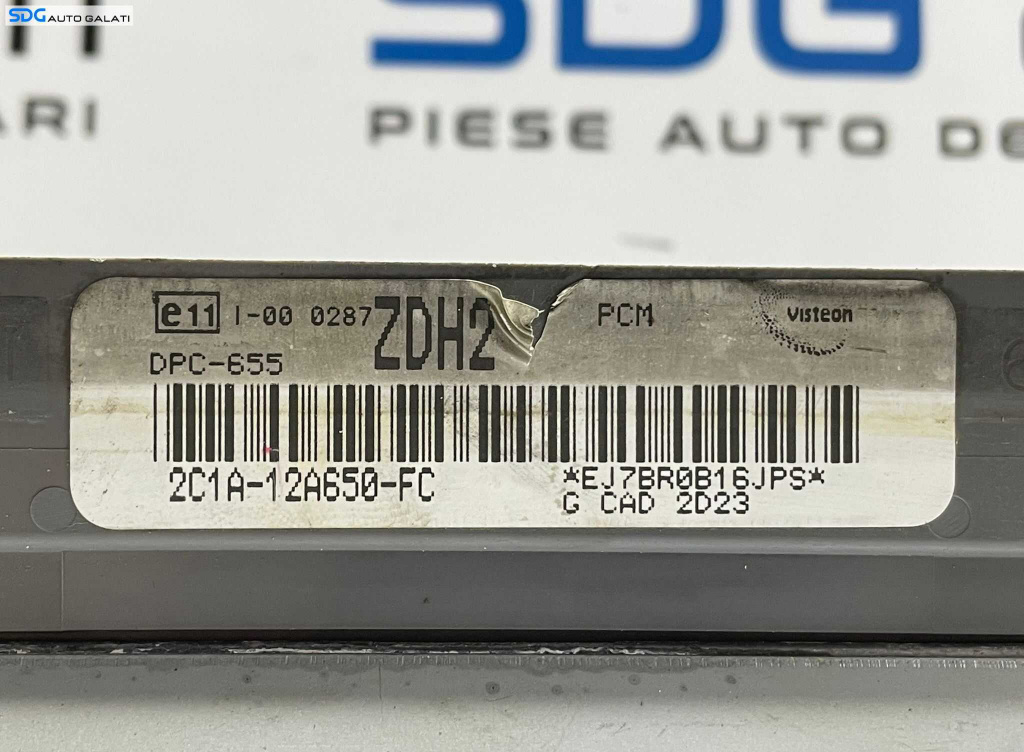 SDG AUTO GALATI
SDG
ARI
PIESE AUTO DE
e11 I-00 0287 ZDH2 PCM Visteon
DPC-655
2C1A-12A650-FC *EJ7BR0B16JPS*
G CAD 2D23